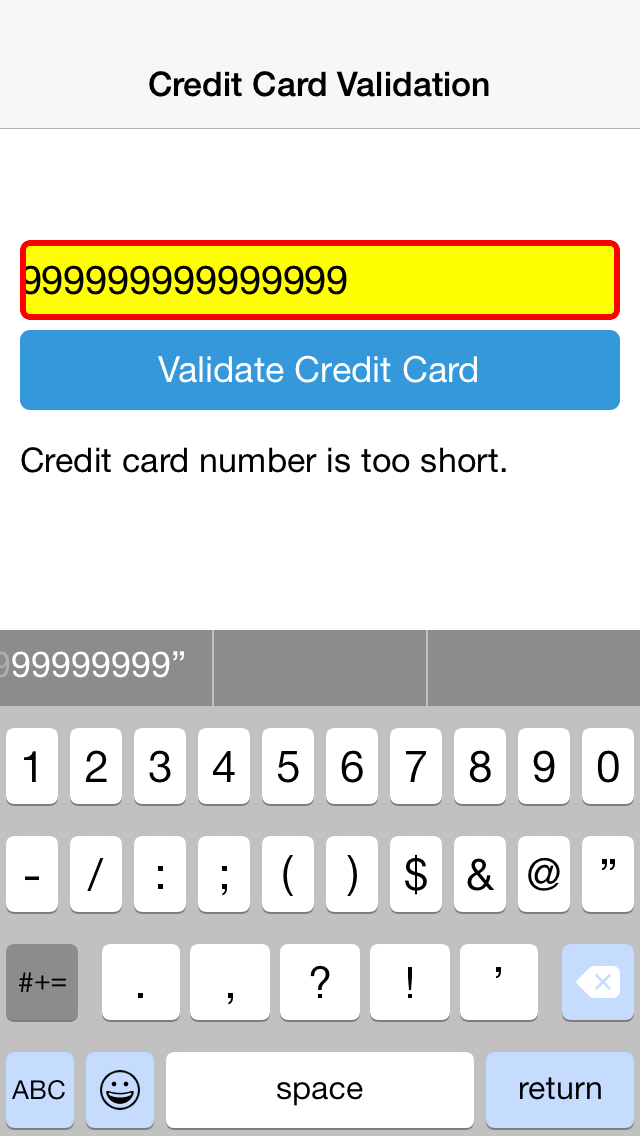 Credit Card Validation
999999999999999
Validate Credit Card
Credit card number is too short.
999999999”
1 2 3 4 5 6 7 8 9 0
- / : ; ( ) $ & @ ”
#+= . , ? ! ’
ABC space return